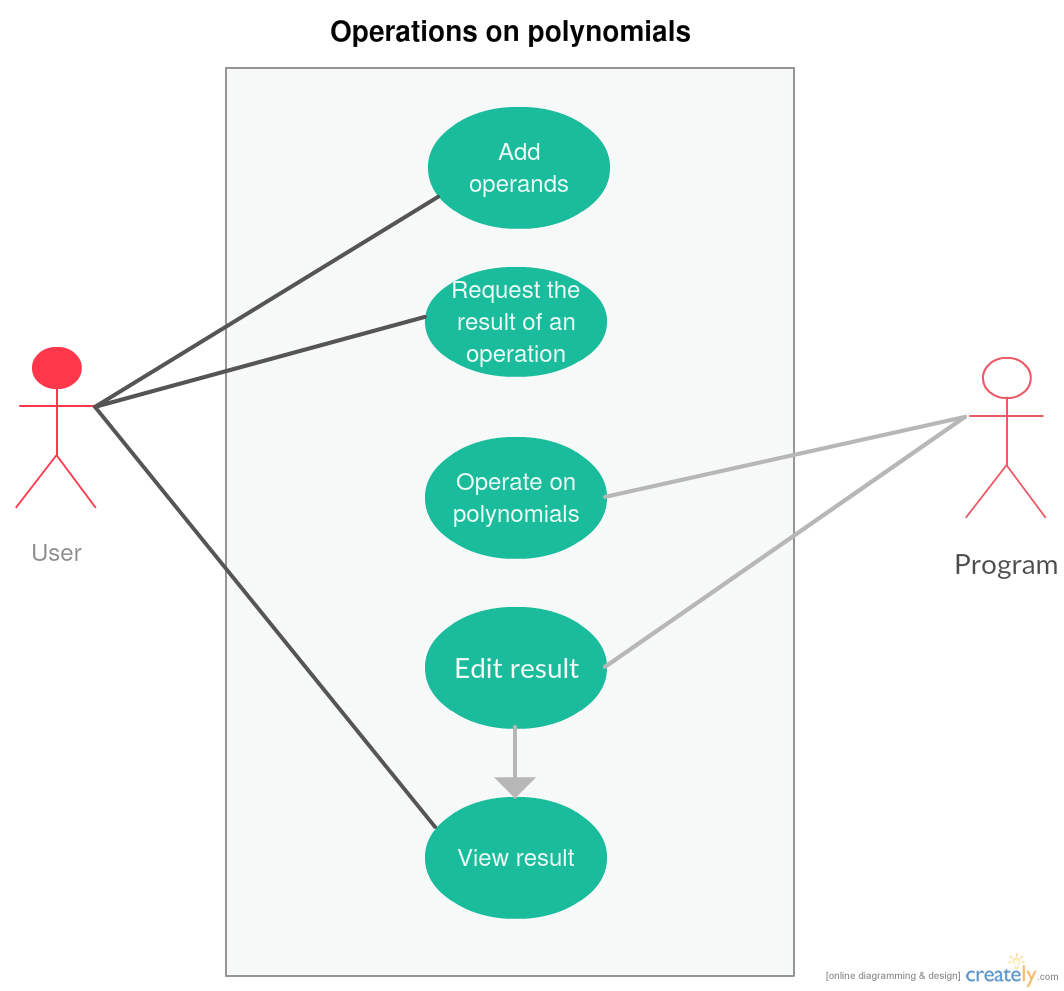 Operations on polynomials
Add
operands
Request the
result of an
operation
Operate on
polynomials
User
Program
Edit result
View result
[online diagramming & design] creately.com